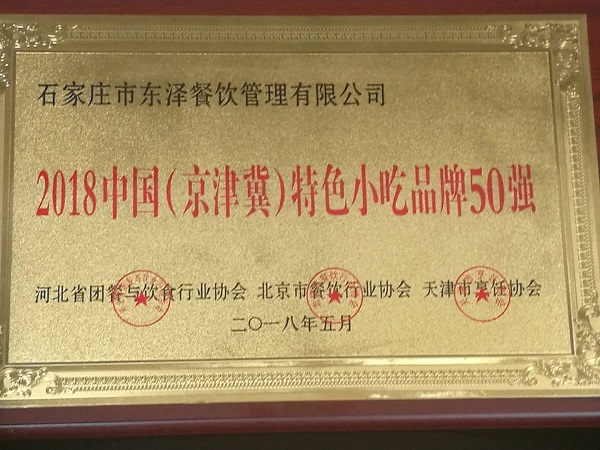 石家庄市东泽餐饮管理有限公司
2018中国(京津冀)特色小吃品牌50强
河北省团餐与饮食行业协会 北京市餐饮行业协会 天津市烹饪协会
二〇一八年五月